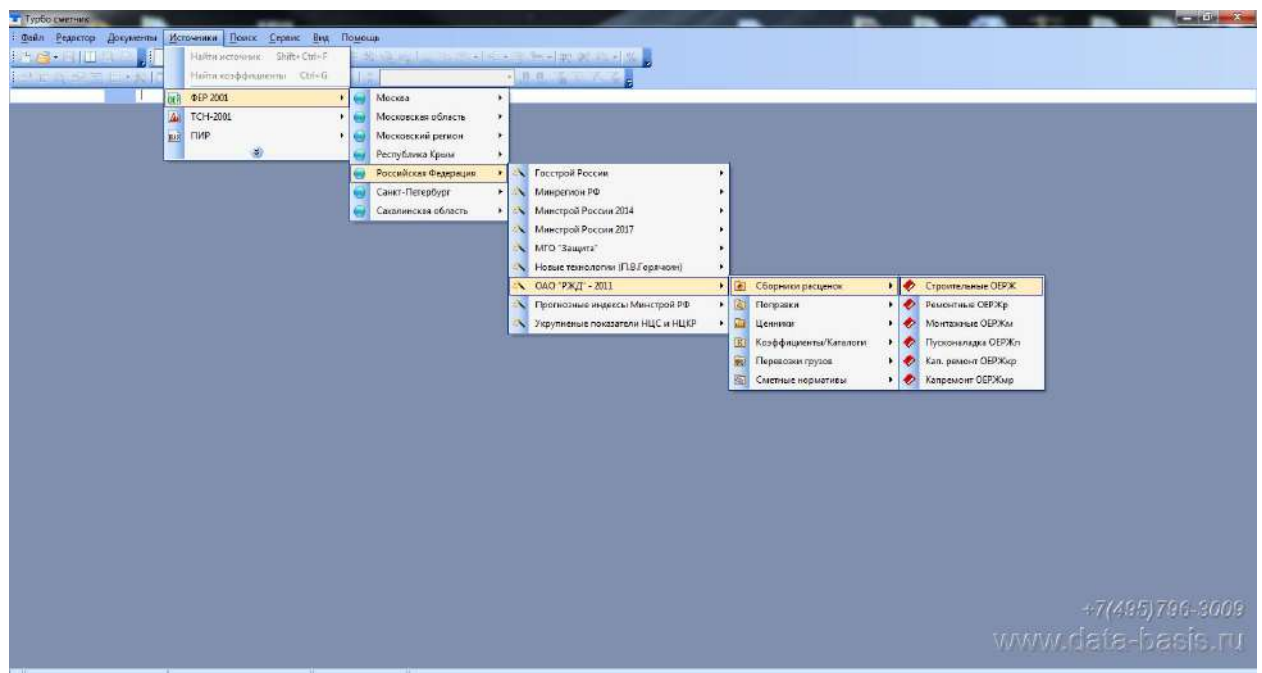 Турбо сметчик
Файл Редактор Документы Источники Поиск Сервис Вид Помощь
Найти источник Shift+Ctrl+F
Найти коэффициенты Ctrl+G
ФЕР 2001
ТСН-2001
ПИР
Москва
Московская область
Московский регион
Республика Крым
Российская Федерация
Санкт-Петербург
Сахалинская область
Госстрой России
Минрегион РФ
Минстрой России 2014
Минстрой России 2017
МГО "Защита"
Новые технологии (П.В.Горячкин)
ОАО "РЖД" - 2011
Прогнозные индексы Минстрой РФ
Укрупненые показатели НЦС и НЦКР
Сборники расценок
Поправки
Ценники
Коэффициенты/Каталоги
Перевозки грузов
Сметные нормативы
Строительные ОЕРЖ
Ремонтные ОЕРЖр
Монтажные ОЕРЖм
Пусконаладка ОЕРЖп
Кап. ремонт ОЕРЖкр
Капремонт ОЕРЖмр
+7(495)796-3009
www.data-basis.ru